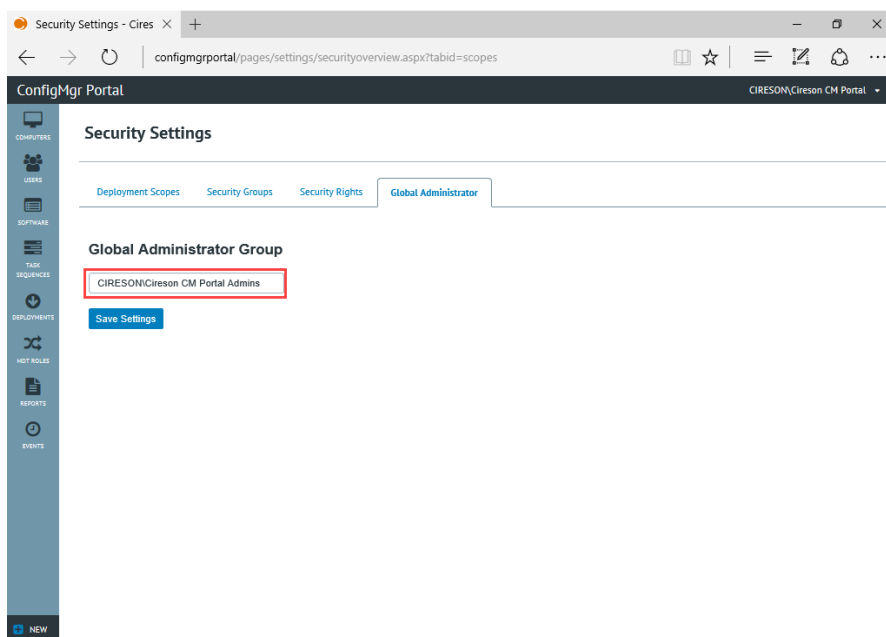 Security Settings - Cires
configmgrportal/pages/settings/securityoverview.aspx?tabid=scopes
ConfigMgr Portal
CIRESON\Cireson CM Portal
COMPUTERS
USERS
SOFTWARE
TASK
SEQUENCES
DEPLOYMENTS
MDT ROLES
REPORTS
EVENTS
NEW
Security Settings
Deployment Scopes
Security Groups
Security Rights
Global Administrator
Global Administrator Group
CIRESON\Cireson CM Portal Admins
Save Settings